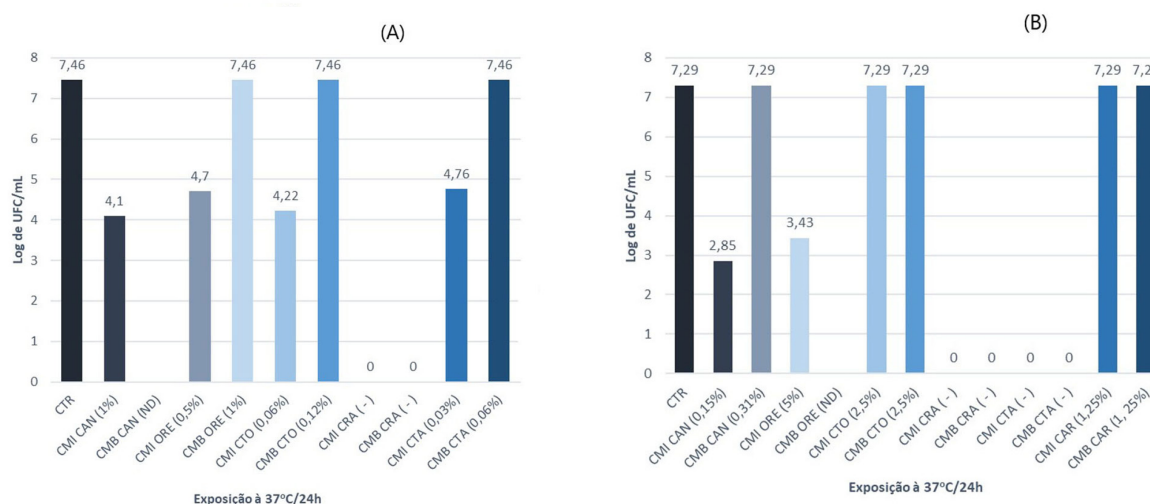 (A)
8
7,46
7,46
7,46
7,46
7
6
5
4,76
4,7
4,22
4,1
4
3
2
1
0
0
0
Log de UFC/mL
CTR
CMI CAN (1%)
CMB CAN (ND)
CMI ORE (0,5%)
CMB ORE (1%)
CMI CTO (0,06%)
CMB CTO (0,12%)
CMI CRA ( - )
CMB CRA ( - )
CMI CTA (0,03%)
CMB CTA (0,06%)
Exposição à 37ºC/24h
(B)
8
7,29
7,29
7,29
7,29
7,29
7,2
7
6
5
4
3,43
3
2,85
2
1
0
0
0
0
0
Log de UFC/mL
CTR
CMI CAN (0,15%)
CMB CAN (0,31%)
CMI ORE (5%)
CMB ORE (ND)
CMI CTO (2,5%)
CMB CTO (2,5%)
CMI CRA ( - )
CMB CRA ( - )
CMI CTA ( - )
CMB CTA ( - )
CMI CAR (1,25%)
CMB CAR (1, 25%)
Exposição à 37ºC/24h